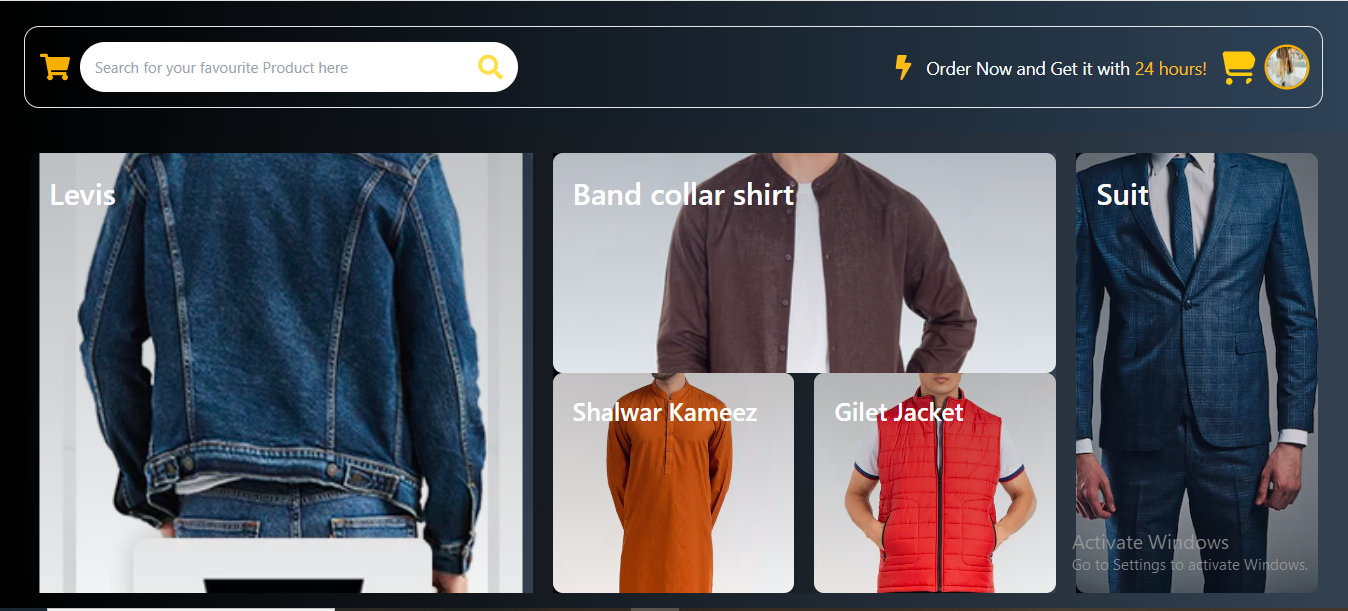 Search for your favourite Product here
Order Now and Get it with 24 hours!
Levis
Band collar shirt
Suit
Shalwar Kameez
Gilet Jacket
Activate Windows
Go to Settings to activate Windows.